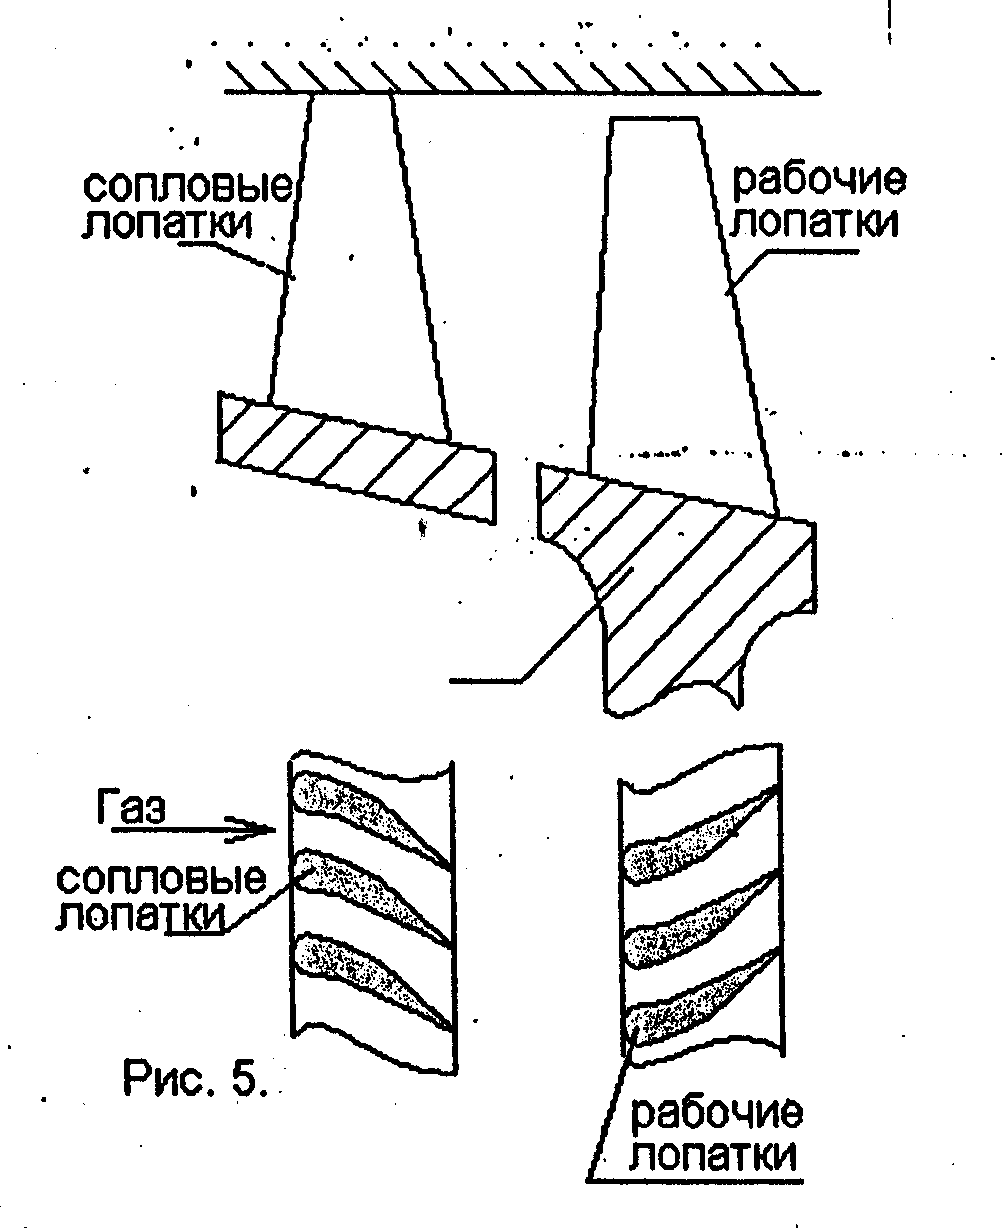 сопловые
лопатки
рабочие
лопатки
Газ
сопловые
лопатки
Рис. 5.
рабочие
лопатки